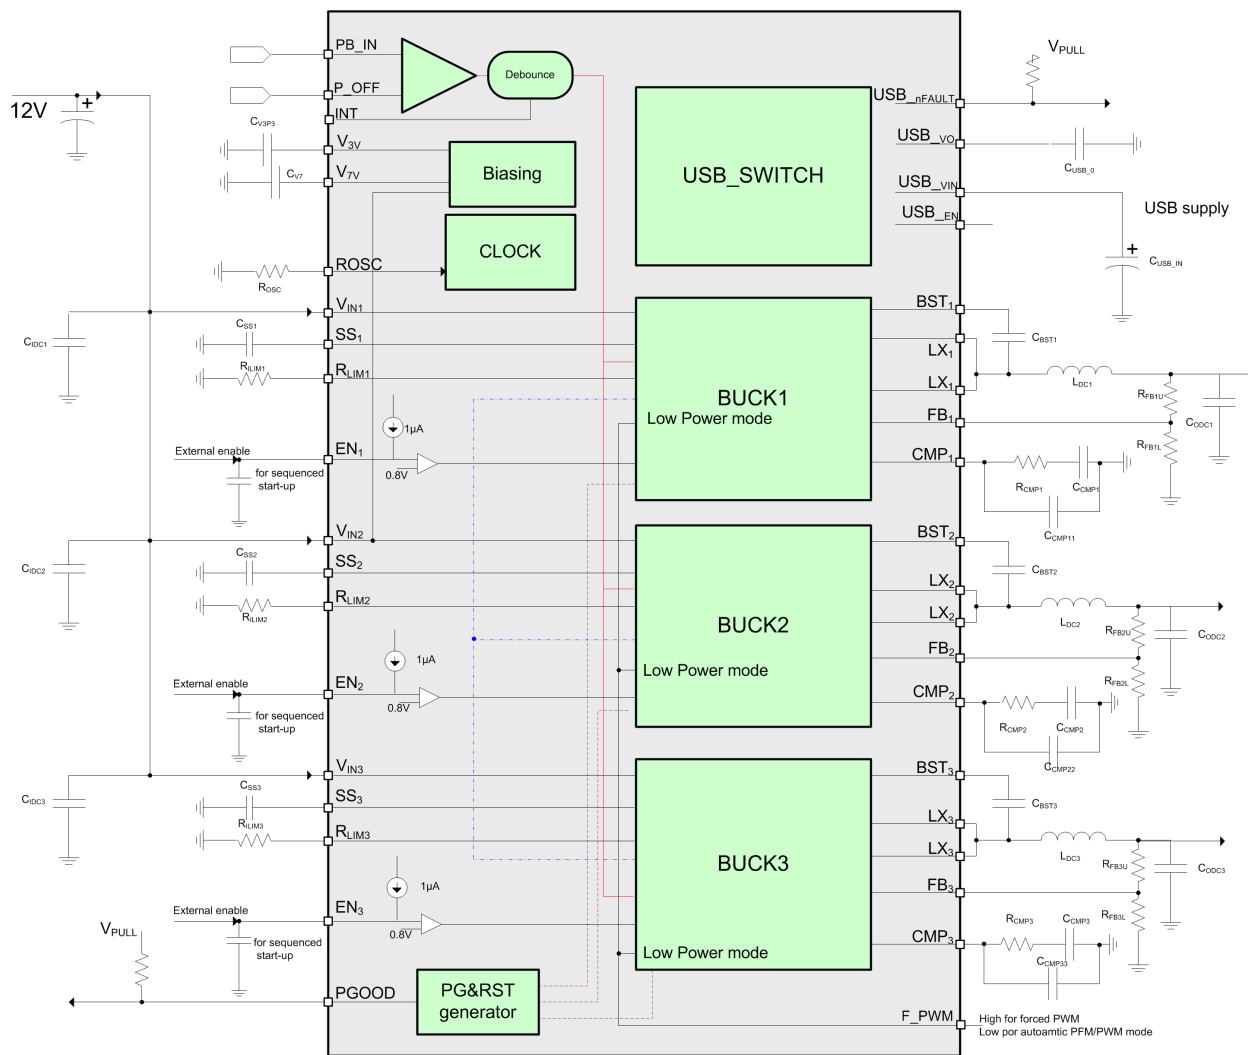 PB_IN
P_OFF
INT
Debounce
12V
CV3P3
V3V
CV7
V7V
Biasing
CLOCK
ROSC
ROSC
USB_SWITCH
USB_nFAULT
VPULL
USB_VO
CUSB_0
USB_VIN
USB supply
USB_EN
CUSB_IN
VIN1
CIDC1
CSS1
SS1
RILIM1
RLIM1
1µA
External enable
EN1
0.8V
for sequenced
start-up
BUCK1
Low Power mode
BST1
CBST1
LX1
LX1
LDC1
RFB1U
FB1
CODC1
RFB1L
CMP1
RCMP1
CCMP1
CCMP11
VIN2
CIDC2
CSS2
SS2
RILIM2
RLIM2
1µA
External enable
EN2
0.8V
for sequenced
start-up
BUCK2
Low Power mode
BST2
CBST2
LX2
LX2
LDC2
RFB2U
CODC2
FB2
RFB2L
CMP2
RCMP2
CCMP2
CCMP22
VIN3
CIDC3
CSS3
SS3
RILIM3
RLIM3
1µA
External enable
EN3
0.8V
for sequenced
start-up
BUCK3
Low Power mode
BST3
CBST3
LX3
LX3
LDC3
RFB3U
CODC3
FB3
RFB3L
CMP3
RCMP3
CCMP3
CCMP33
VPULL
PGOOD
PG&RST
generator
F_PWM
High for forced PWM
Low por autoamtic PFM/PWM mode